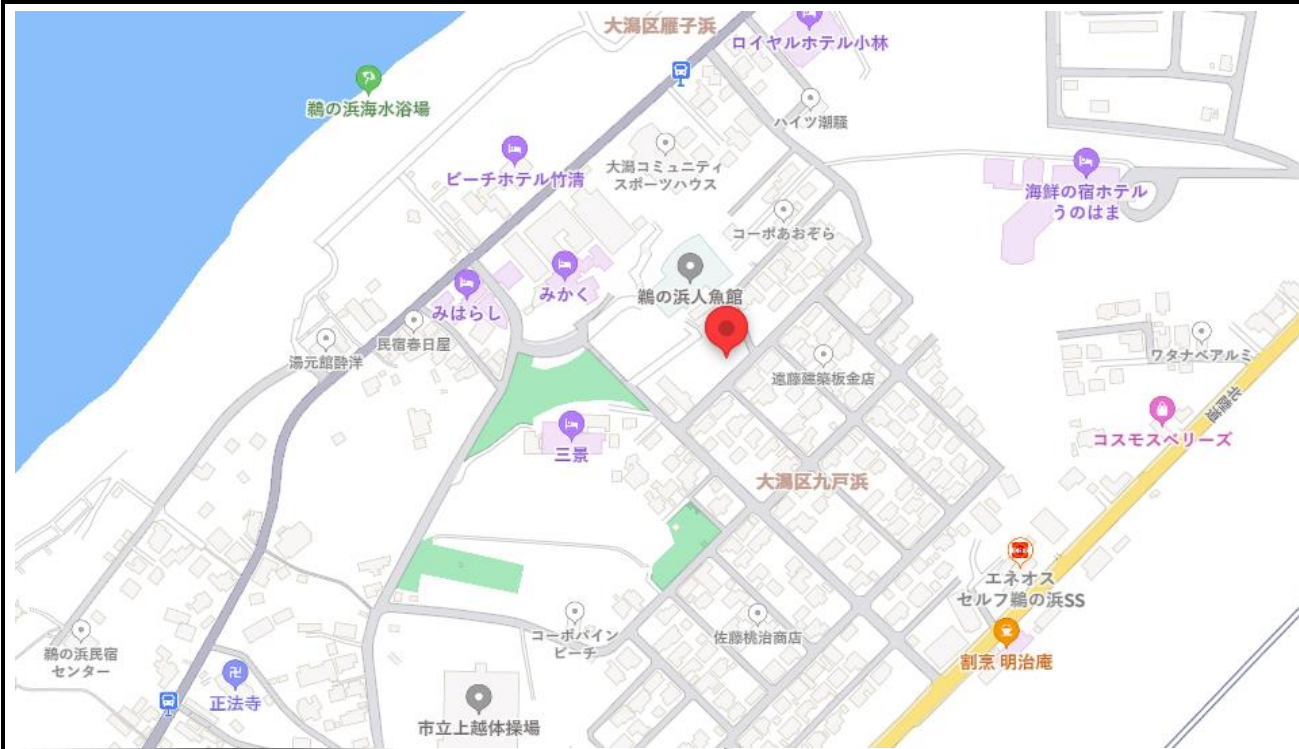 大潟区雁子浜
ロイヤルホテル小林
鵜の浜海水浴場
ハイツ潮騒
大潟コミュニティ
スポーツハウス
ビーチホテル竹清
海鮮の宿ホテル
うのはま
コーポあおぞら
みかく
鵜の浜人魚館
みはらし
民宿春日屋
湯元館酔洋
ワタナベアルミ
遠藤建築板金店
北陸道
コスモスベリーズ
三景
大潟区九戸浜
エネオス
セルフ鵜の浜SS
コーポパイン
ビーチ
佐藤桃治商店
鵜の浜民宿
センター
割烹 明治庵
正法寺
市立上越体操場